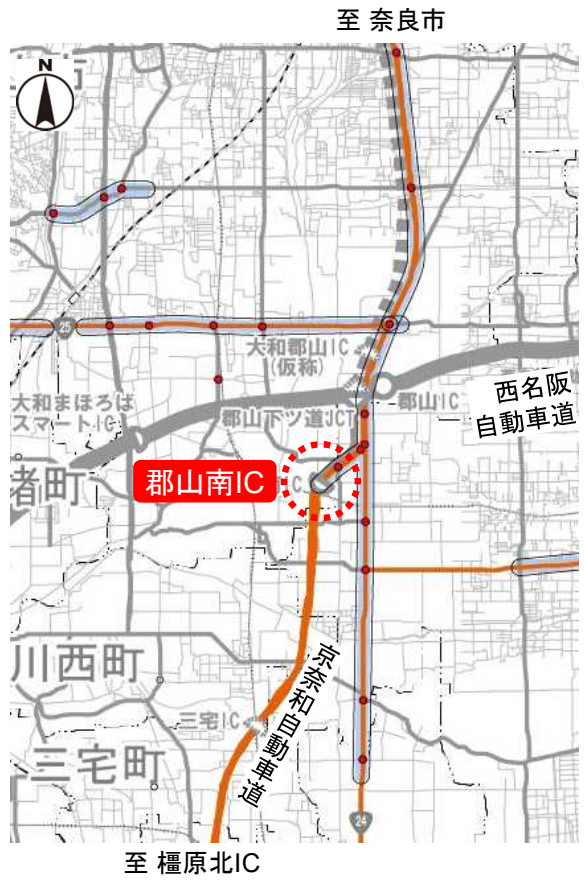 至 奈良市
N
市
25
大和郡山IC
(仮称)
西名阪
自動車道
大和まほろば
スマートIC
郡山下ツ道JCT
郡山IC
者町
郡山南IC
IC
川西町
京奈和自動車道
三宅IC
三宅町
24
至 橿原北IC